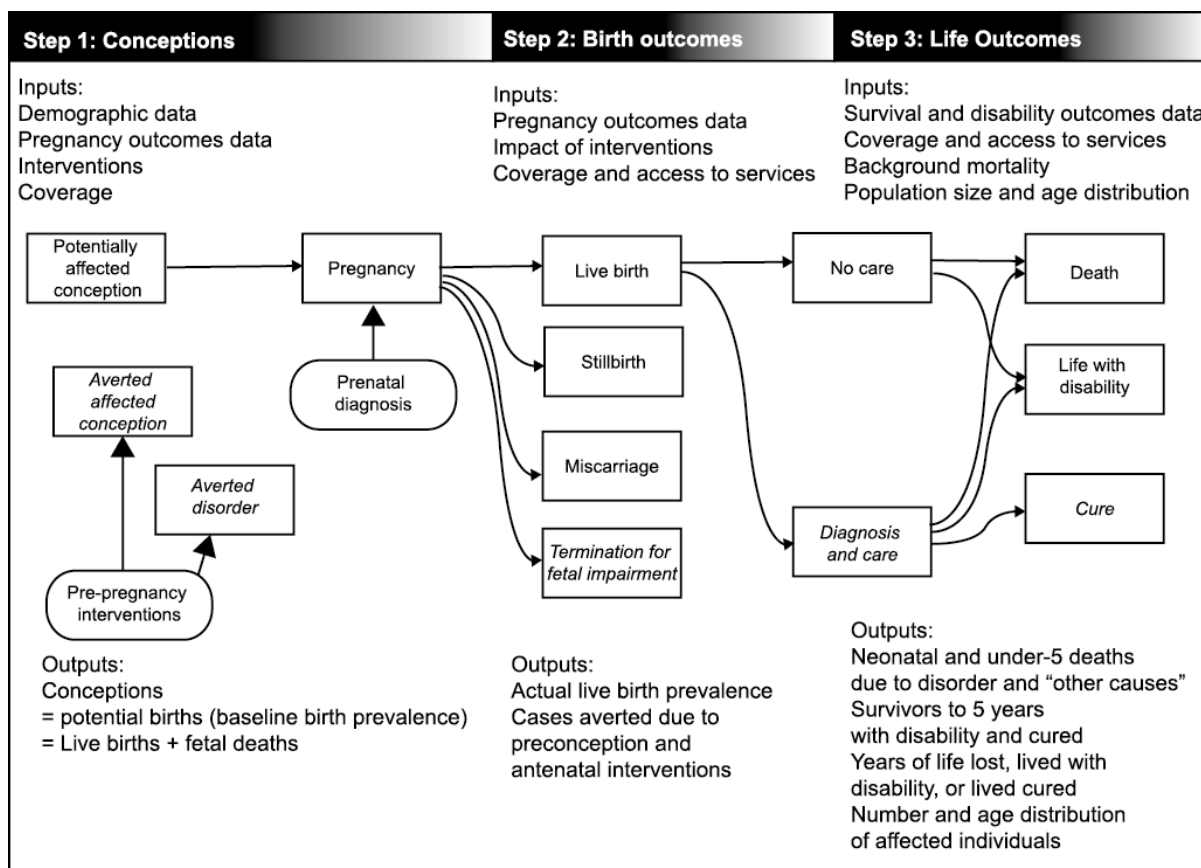 Step 1: Conceptions
Step 2: Birth outcomes
Step 3: Life Outcomes
Inputs:
Demographic data
Pregnancy outcomes data
Interventions
Coverage
Inputs:
Pregnancy outcomes data
Impact of interventions
Coverage and access to services
Inputs:
Survival and disability outcomes data
Coverage and access to services
Background mortality
Population size and age distribution
Potentially
affected
conception
Pregnancy
Live birth
No care
Death
Averted
affected
conception
Prenatal
diagnosis
Stillbirth
Life with
disability
Averted
disorder
Miscarriage
Pre-pregnancy
interventions
Termination for
fetal impairment
Diagnosis
and care
Cure
Outputs:
Conceptions
= potential births (baseline birth prevalence)
= Live births + fetal deaths
Outputs:
Actual live birth prevalence
Cases averted due to
preconception and
antenatal interventions
Outputs:
Neonatal and under-5 deaths
due to disorder and “other causes”
Survivors to 5 years
with disability and cured
Years of life lost, lived with
disability, or lived cured
Number and age distribution
of affected individuals